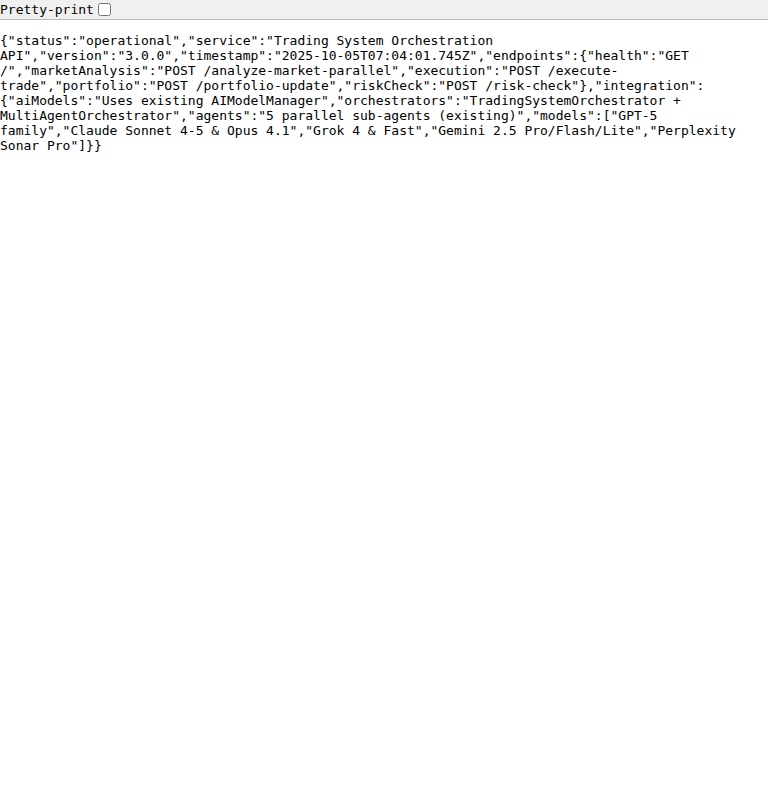 Pretty-print
{"status":"operational","service":"Trading System Orchestration
API","version":"3.0.0","timestamp":"2025-10-05T07:04:01.745Z","endpoints":{"health":"GET
/","marketAnalysis":"POST /analyze-market-parallel","execution":"POST /execute-
trade","portfolio":"POST /portfolio-update","riskCheck":"POST /risk-check"},"integration":
{"aiModels":"Uses existing AIModelManager","orchestrators":"TradingSystemOrchestrator +
MultiAgentOrchestrator","agents":"5 parallel sub-agents (existing)","models":["GPT-5
family","Claude Sonnet 4-5 & Opus 4.1","Grok 4 & Fast","Gemini 2.5 Pro/Flash/Lite","Perplexity
Sonar Pro"]}}